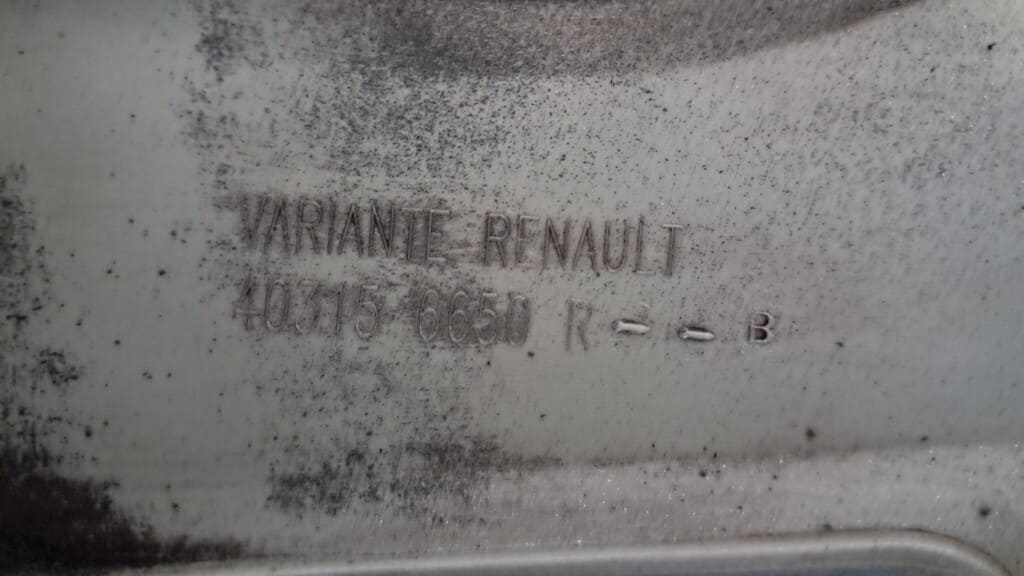 VARIANTE RENAULT
40315 6650 R - - B